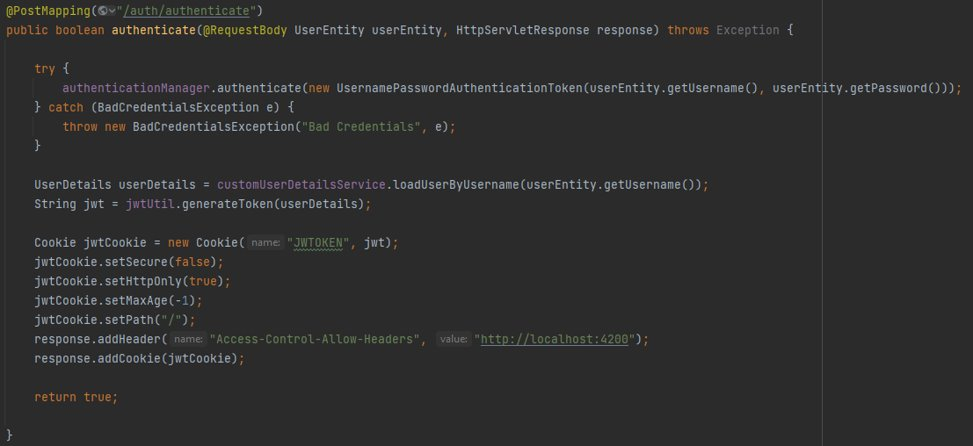 @PostMapping("/auth/authenticate")
public boolean authenticate(@RequestBody UserEntity userEntity, HttpServletResponse response) throws Exception {
try {
authenticationManager.authenticate(new UsernamePasswordAuthenticationToken(userEntity.getUsername(), userEntity.getPassword()));
} catch (BadCredentialsException e) {
throw new BadCredentialsException("Bad Credentials", e);
}
UserDetails userDetails = customUserDetailsService.loadUserByUsername(userEntity.getUsername());
String jwt = jwtUtil.generateToken(userDetails);
Cookie jwtCookie = new Cookie( name: "JWTOKEN", jwt);
jwtCookie.setSecure(false);
jwtCookie.setHttpOnly(true);
jwtCookie.setMaxAge(-1);
jwtCookie.setPath("/");
response.addHeader( name: "Access-Control-Allow-Headers", value: "http://localhost:4200");
response.addCookie(jwtCookie);
return true;
}